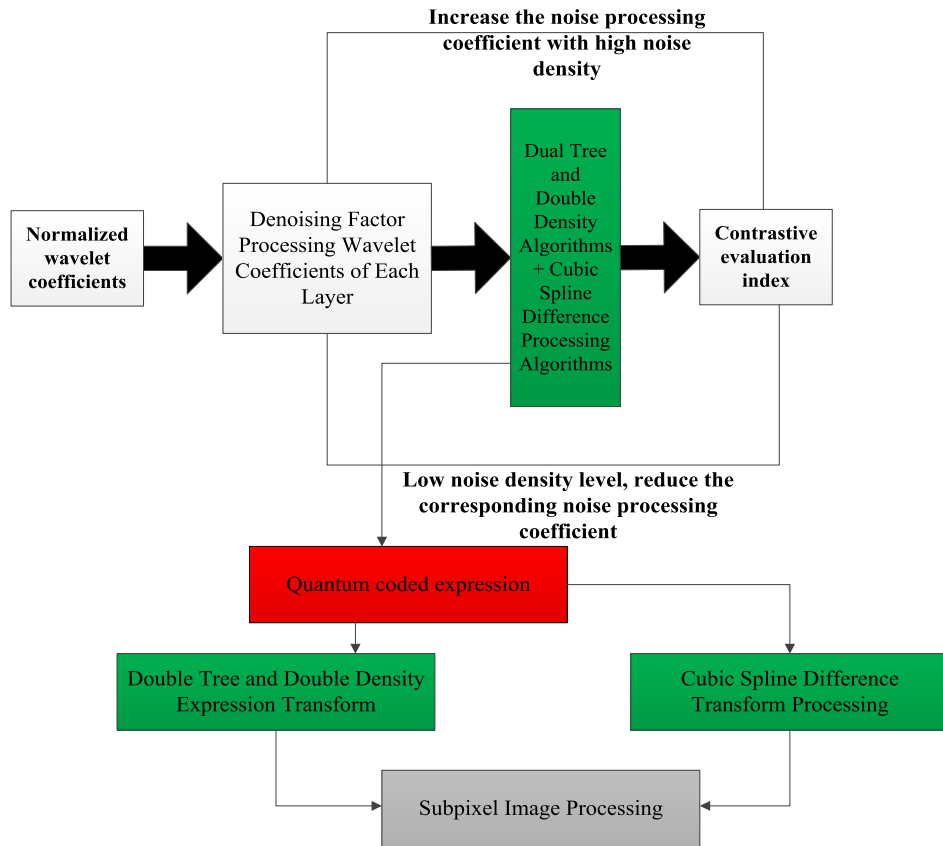 Increase the noise processing
coefficient with high noise
density
Normalized
wavelet
coefficients
Denoising Factor
Processing Wavelet
Coefficients of Each
Layer
Dual Tree
and
Double
Density
Algorithms
+ Cubic
Spline
Difference
Processing
Algorithms
Contrastive
evaluation
index
Low noise density level, reduce the
corresponding noise processing
coefficient
Quantum coded expression
Double Tree and Double Density
Expression Transform
Cubic Spline Difference
Transform Processing
Subpixel Image Processing